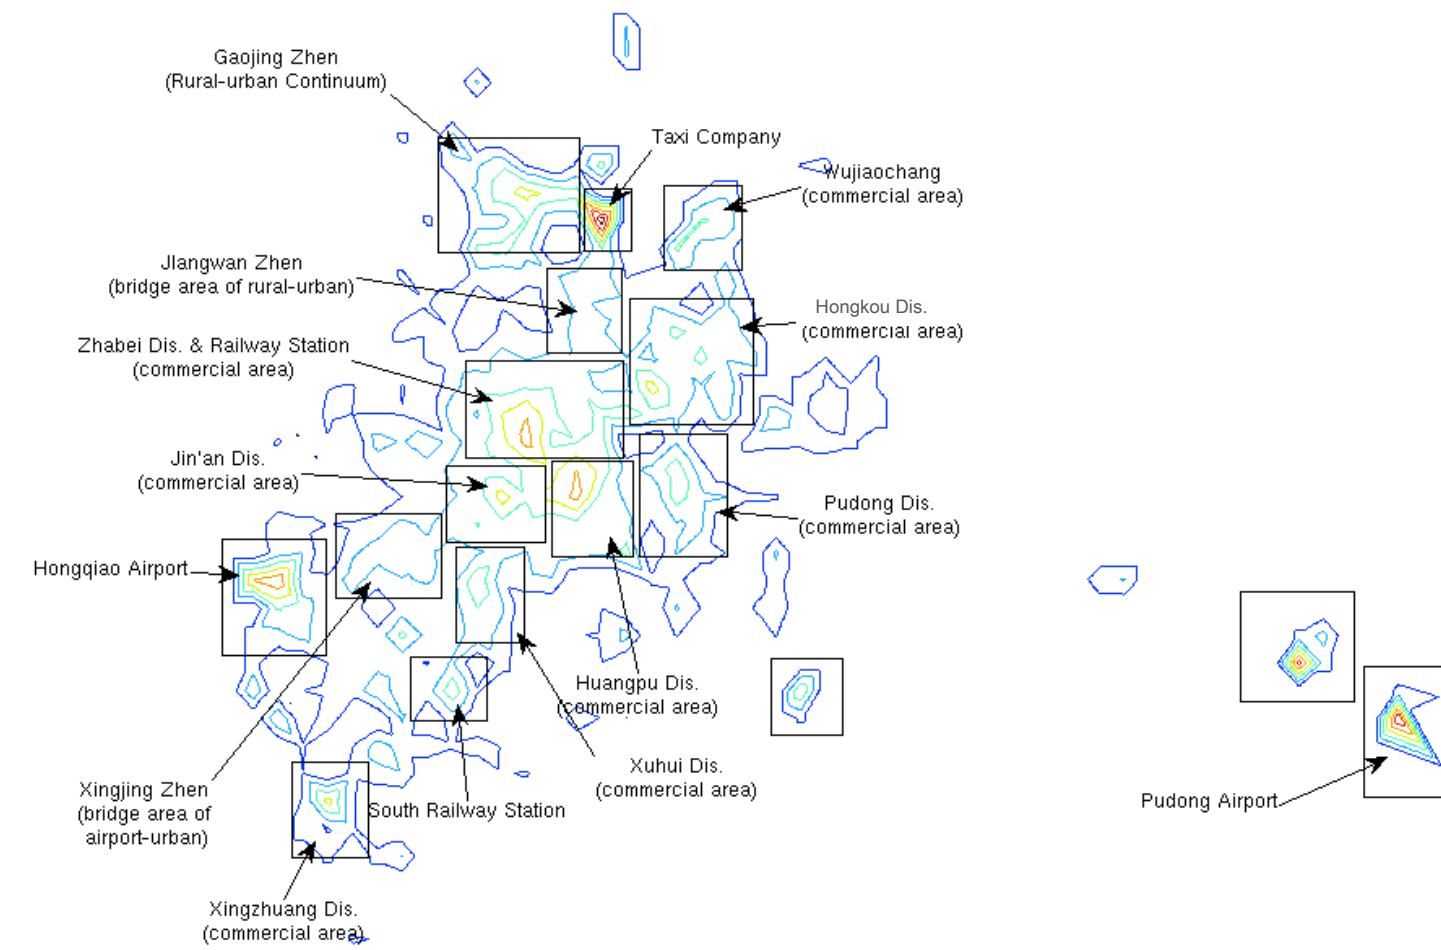 Gaojing Zhen
(Rural-urban Continuum)
Taxi Company
Wujiaochang
(commercial area)
JIangwan Zhen
(bridge area of rural-urban)
Hongkou Dis.
(commercial area)
Zhabei Dis. & Railway Station
(commercial area)
Jin'an Dis.
(commercial area)
Pudong Dis.
(commercial area)
Hongqiao Airport
Huangpu Dis.
(commercial area)
Xuhui Dis.
(commercial area)
Xingjing Zhen
(bridge area of
airport-urban)
South Railway Station
Pudong Airport
Xingzhuang Dis.
(commercial area)